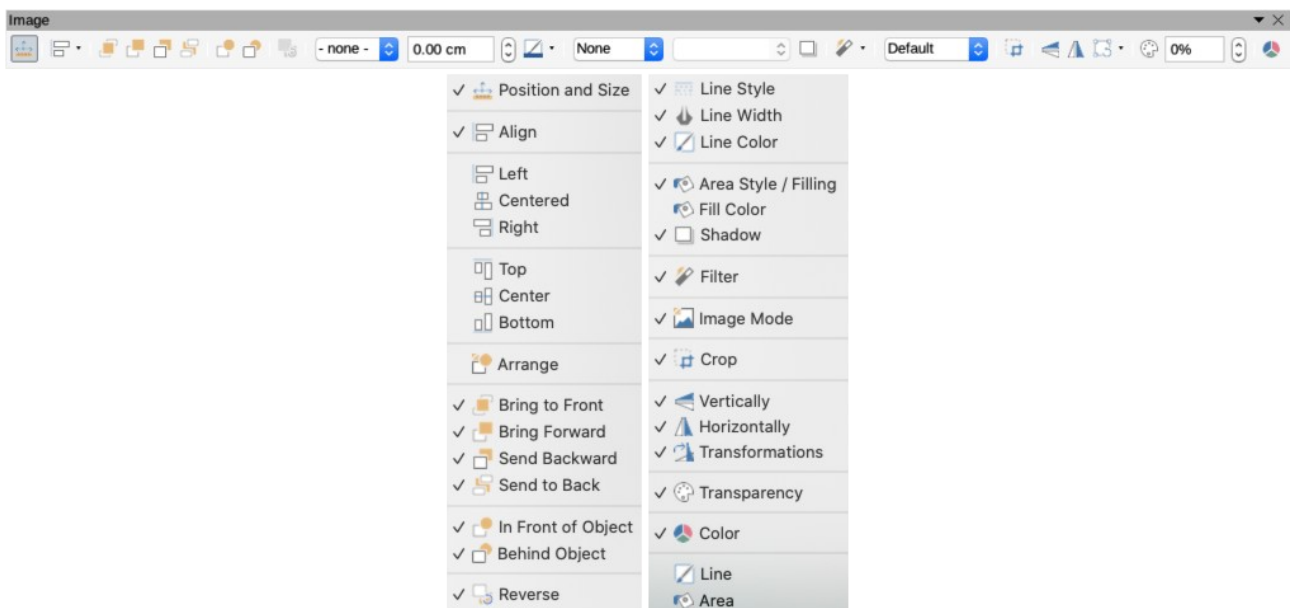 Image
- none - 0.00 cm None Default 0%
Position and Size
Align
Left
Centered
Right
Top
Center
Bottom
Arrange
Bring to Front
Bring Forward
Send Backward
Send to Back
In Front of Object
Behind Object
Reverse
Line Style
Line Width
Line Color
Area Style / Filling
Fill Color
Shadow
Filter
Image Mode
Crop
Vertically
Horizontally
Transformations
Transparency
Color
Line
Area